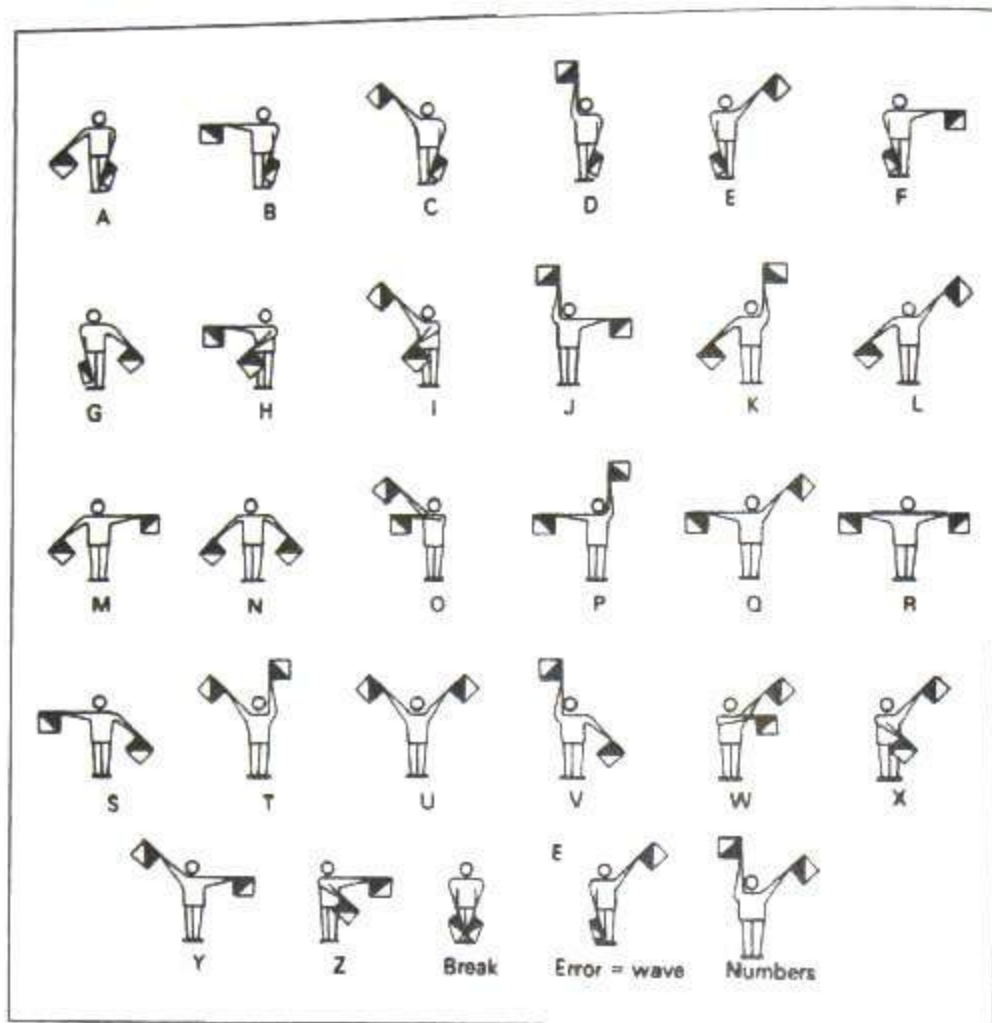 A B C D E F
G H I J K L
M N O P Q R
S T U V W X
E
Y Z Break Error = wave Numbers